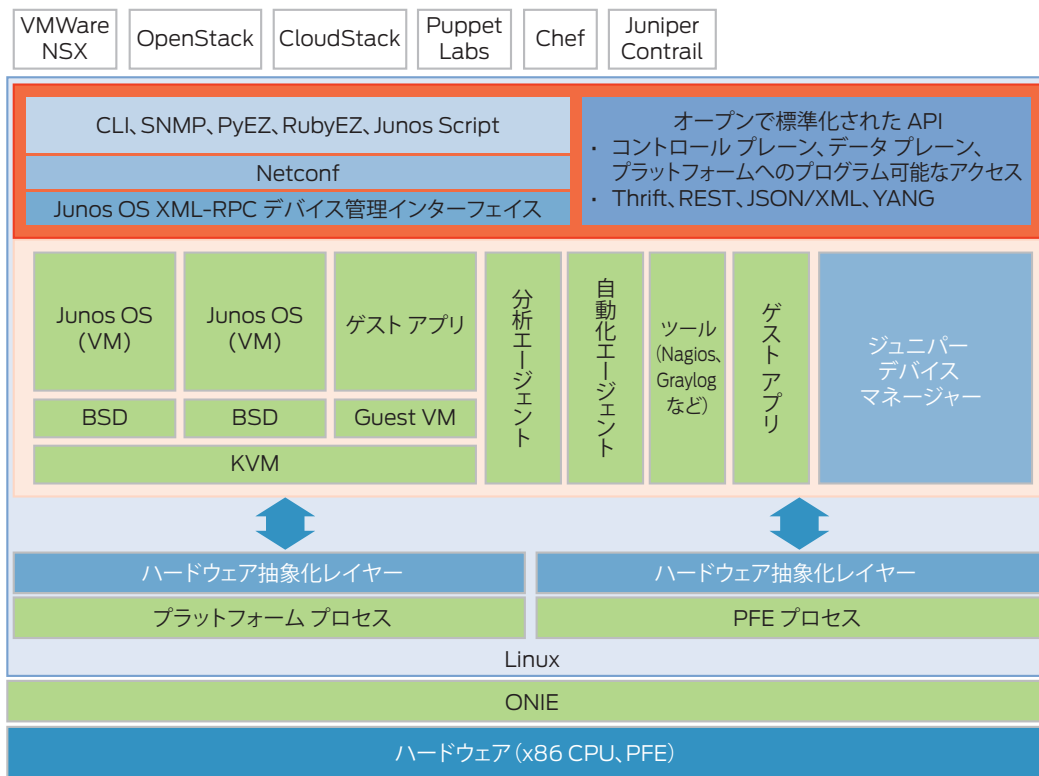 VMWare
NSX
OpenStack
CloudStack
Puppet
Labs
Chef
Juniper
Contrail
CLI、SNMP、PyEZ、RubyEZ、Junos Script
Netconf
Junos OS XML-RPC デバイス管理インターフェイス
オープンで標準化された API
・ コントロール プレーン、データ プレーン、
プラットフォームへのプログラム可能なアクセス
・ Thrift、REST、JSON/XML、YANG
Junos OS
(VM)
Junos OS
(VM)
ゲスト アプリ
BSD
BSD
Guest VM
KVM
分析エージェント
自動化エージェント
ツール
(Nagios、
Graylog
など)
ゲスト アプリ
ジュニパー
デバイス
マネージャー
ハードウェア抽象化レイヤー
ハードウェア抽象化レイヤー
プラットフォーム プロセス
PFE プロセス
Linux
ONIE
ハードウェア(x86 CPU、PFE)